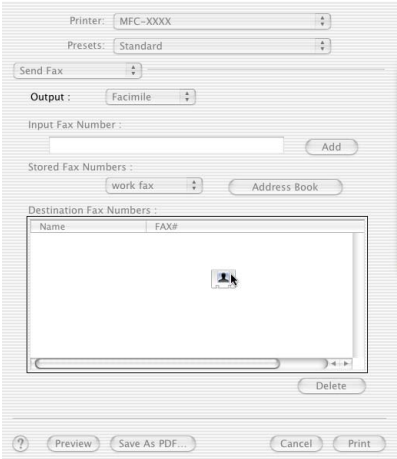 Printer: MFC-XXXX
Presets: Standard
Send Fax
Output : Facimile
Input Fax Number :
Add
Stored Fax Numbers :
work fax Address Book
Destination Fax Numbers :
Name FAX#
Delete
? Preview Save As PDF... Cancel Print